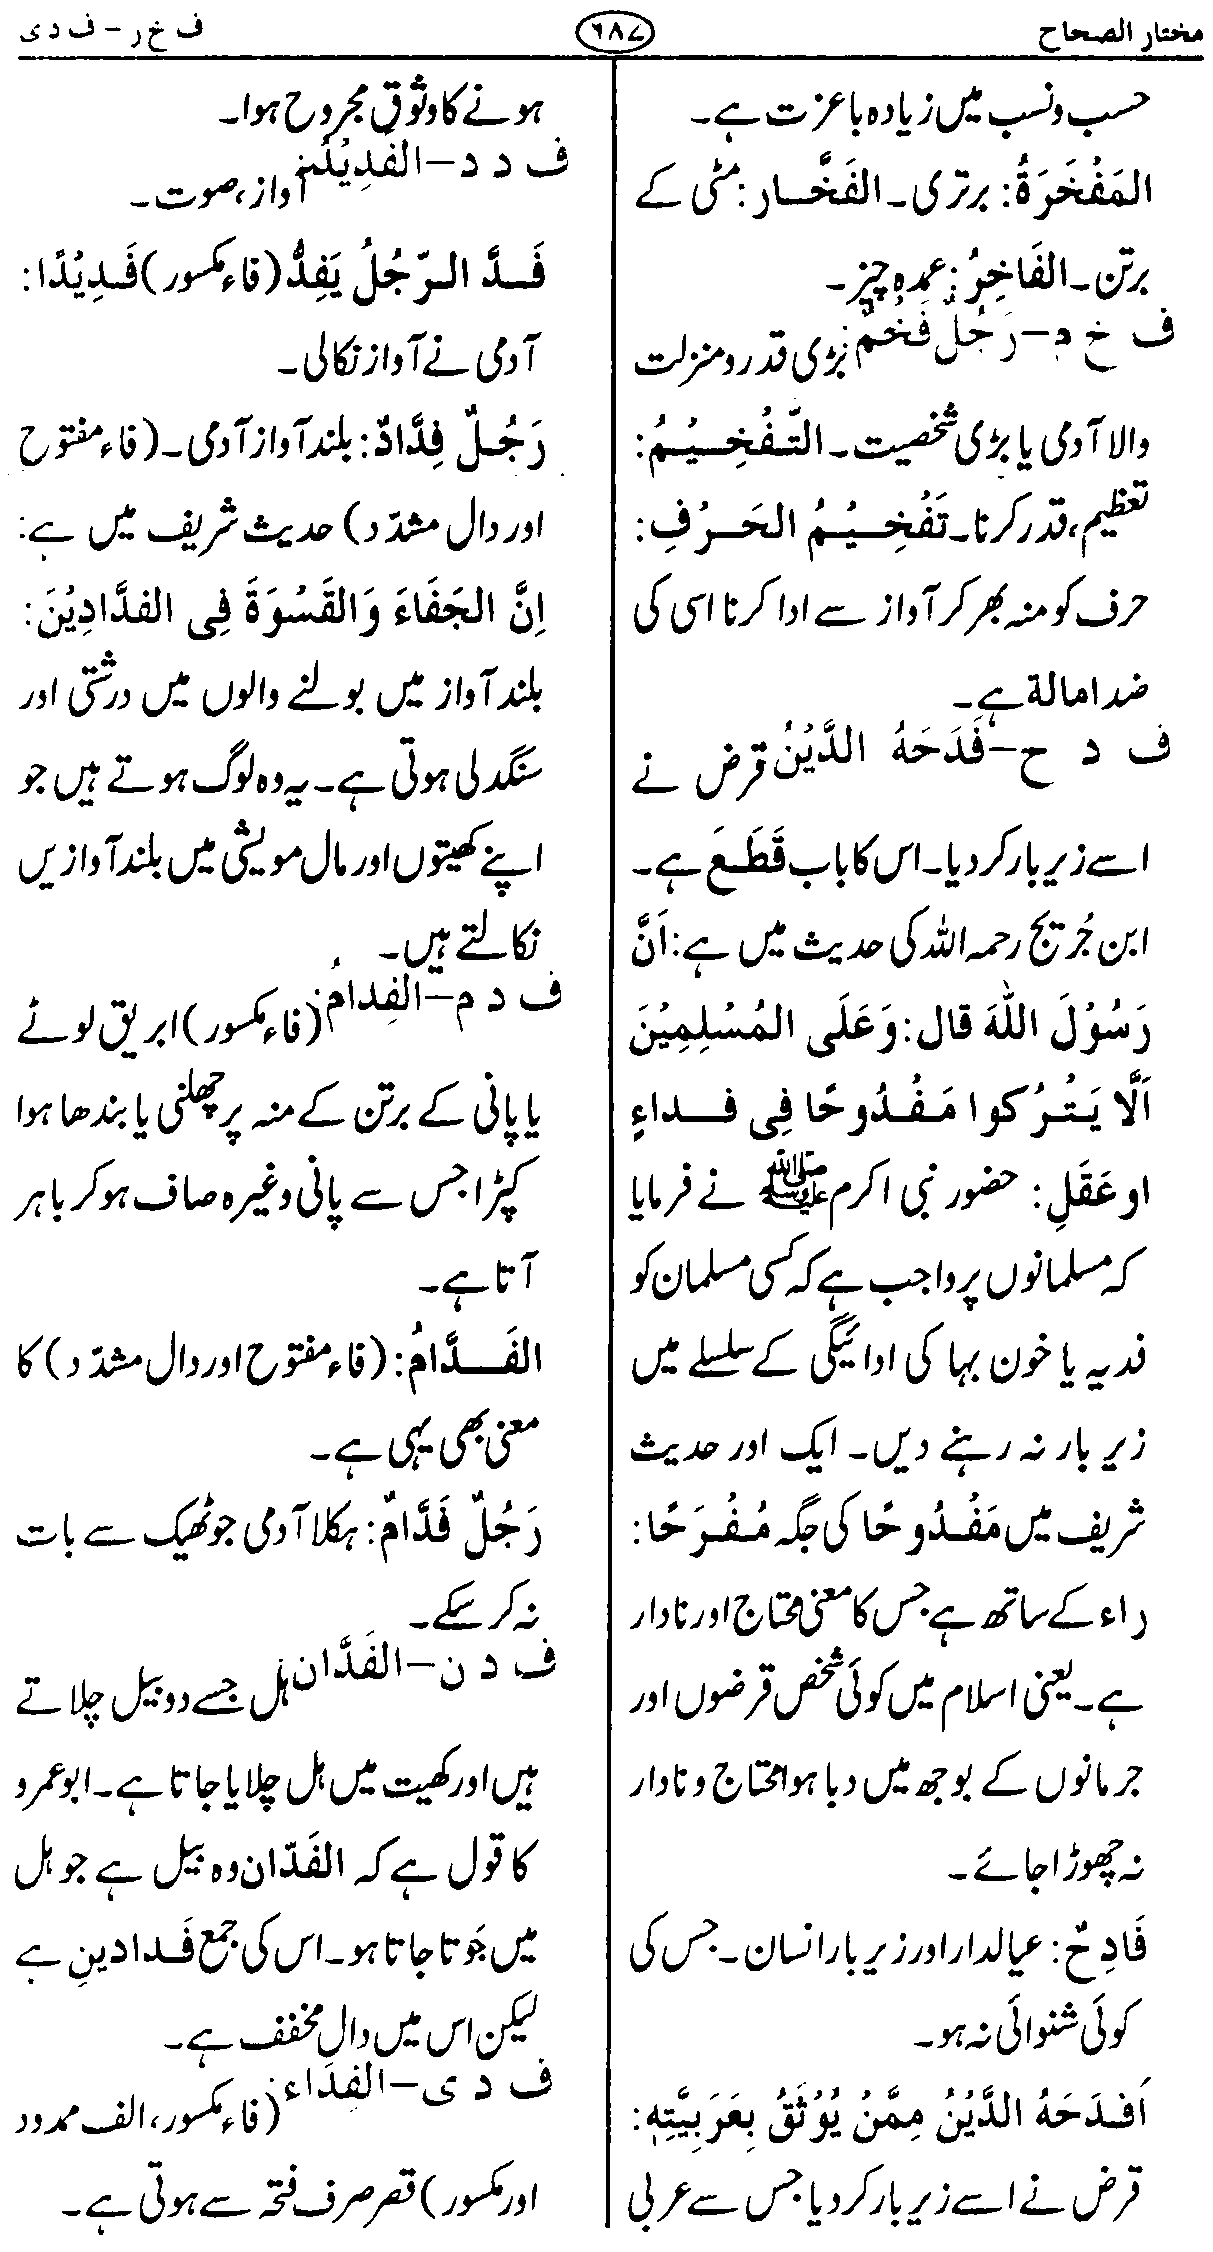 مختار الصحاح
٦٨٧
ف خ ر – ف د ی
حسب ونسب میں زیادہ باعزت ہے۔
المَفْخَرَةُ: برتری۔ الفَخَّار: مٹی کے
برتن۔ الفَاخِرُ: عمدہ چیز۔
ف خ م – رَجُلٌ فَخمٌ: بڑی قدر و منزلت
والا آدمی یا بڑی شخصیت۔ التَّفْخِيْمُ:
تعظیم، قدر کرنا۔ تَفْخِيْمُ الحَرْفِ:
حرف کو منہ بھر کر آواز سے ادا کرنا اسی کی
ضد امالة ہے۔
ف د ح – فَدَحَهُ الدَّيْنُ قرض نے
اسے زیر بار کر دیا۔ اس کا باب قَطَعَ ہے۔
ابن جُریج رحمہ اللہ کی حدیث میں ہے: اَنَّ
رَسُوْلَ اللّٰهَ قال: وَعَلَى المُسْلِمِيْنَ
اَلَّا يَتْرُكوا مَفْدُوحًا فِی فداءٍ
او عَقَلِ: حضور نبی اکرم ﷺ نے فرمایا
کہ مسلمانوں پر واجب ہے کہ کسی مسلمان کو
فدیہ یا خون بہا کی ادائیگی کے سلسلے میں
زیر بار نہ رہنے دیں۔ ایک اور حدیث
شریف میں مَفْدُوحًا کی جگہ مُفْرَحًا:
راء کے ساتھ ہے جس کا معنی محتاج اور نادار
ہے۔ یعنی اسلام میں کوئی شخص قرضوں اور
جرمانوں کے بوجھ میں دبا ہوا محتاج و نادار
نہ چھوڑا جائے۔
فَادِحٌ: عیالدار اور زیر بار انسان۔ جس کی
کوئی شنوائی نہ ہو۔
اَفدَحَهُ الدَّيْنُ مِمَّنْ يُوْثَقُ بِعَرَبِيَّتِهٖ:
قرض نے اسے زیر بار کر دیا جس سے عربی
ہونے کا وثوق مجروح ہوا۔
ف د د – الفَدِيْدُ: آواز، صوت۔
فَدَّ الرّجُلُ يَفِدُّ (فاء مکسور) فَدِيْدًا:
آدمی نے آواز نکالی۔
رَجُلٌ فِدَّادٌ: بلند آواز آدمی۔ (فاء مفتوح
اور دال مشدّد) حدیث شریف میں ہے:
اِنَّ الجَفَاءَ وَالقَسْوَةَ فِی الفدَّادِيْنَ:
بلند آواز میں بولنے والوں میں درشتی اور
سنگدلی ہوتی ہے۔ یہ وہ لوگ ہوتے ہیں جو
اپنے کھیتوں اور مال مویشی میں بلند آوازیں
نکالتے ہیں۔
ف د م – الفِدامُ: (فاء مکسور) ابریق لوٹے
یا پانی کے برتن کے منہ پر چھلنی یا بندھا ہوا
کپڑا جس سے پانی وغیرہ صاف ہو کر باہر
آتا ہے۔
الفَدَّامُ: (فاء مفتوح اور دال مشدّد) کا
معنی بھی یہی ہے۔
رَجُلٌ فَدَّامٌ: ہکلا آدمی جو ٹھیک سے بات
نہ کر سکے۔
ف د ن – الفَدَّان ہل جسے دو بیل چلاتے
ہیں اور کھیت میں ہل چلایا جاتا ہے۔ ابو عمرو
کا قول ہے کہ الفَدّان وہ بیل ہے جو ہل
میں جَوتا جاتا ہو۔ اس کی جمع فَدادین ہے
لیکن اس میں دال مخفف ہے۔
ف د ی – الفِدَاء: (فاء مکسور، الف ممدود
اور مکسور) قصر صرف فتحہ سے ہوتی ہے۔